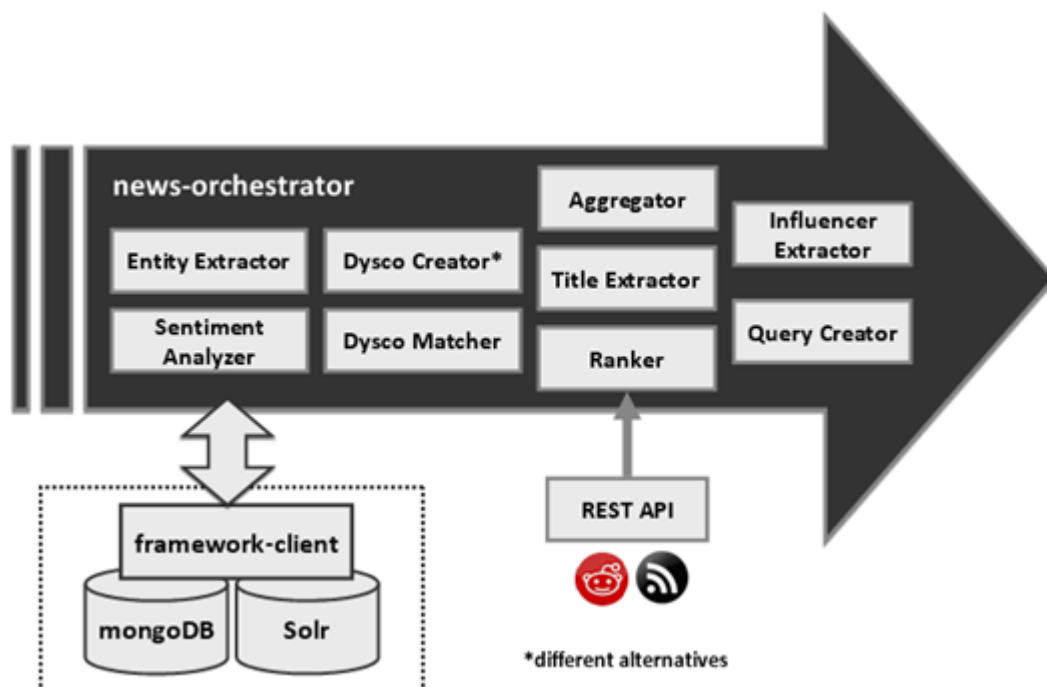 news-orchestrator
Entity Extractor
Sentiment
Analyzer
Dysco Creator*
Dysco Matcher
Aggregator
Title Extractor
Ranker
Influencer
Extractor
Query Creator
framework-client
mongoDB
Solr
REST API
*different alternatives